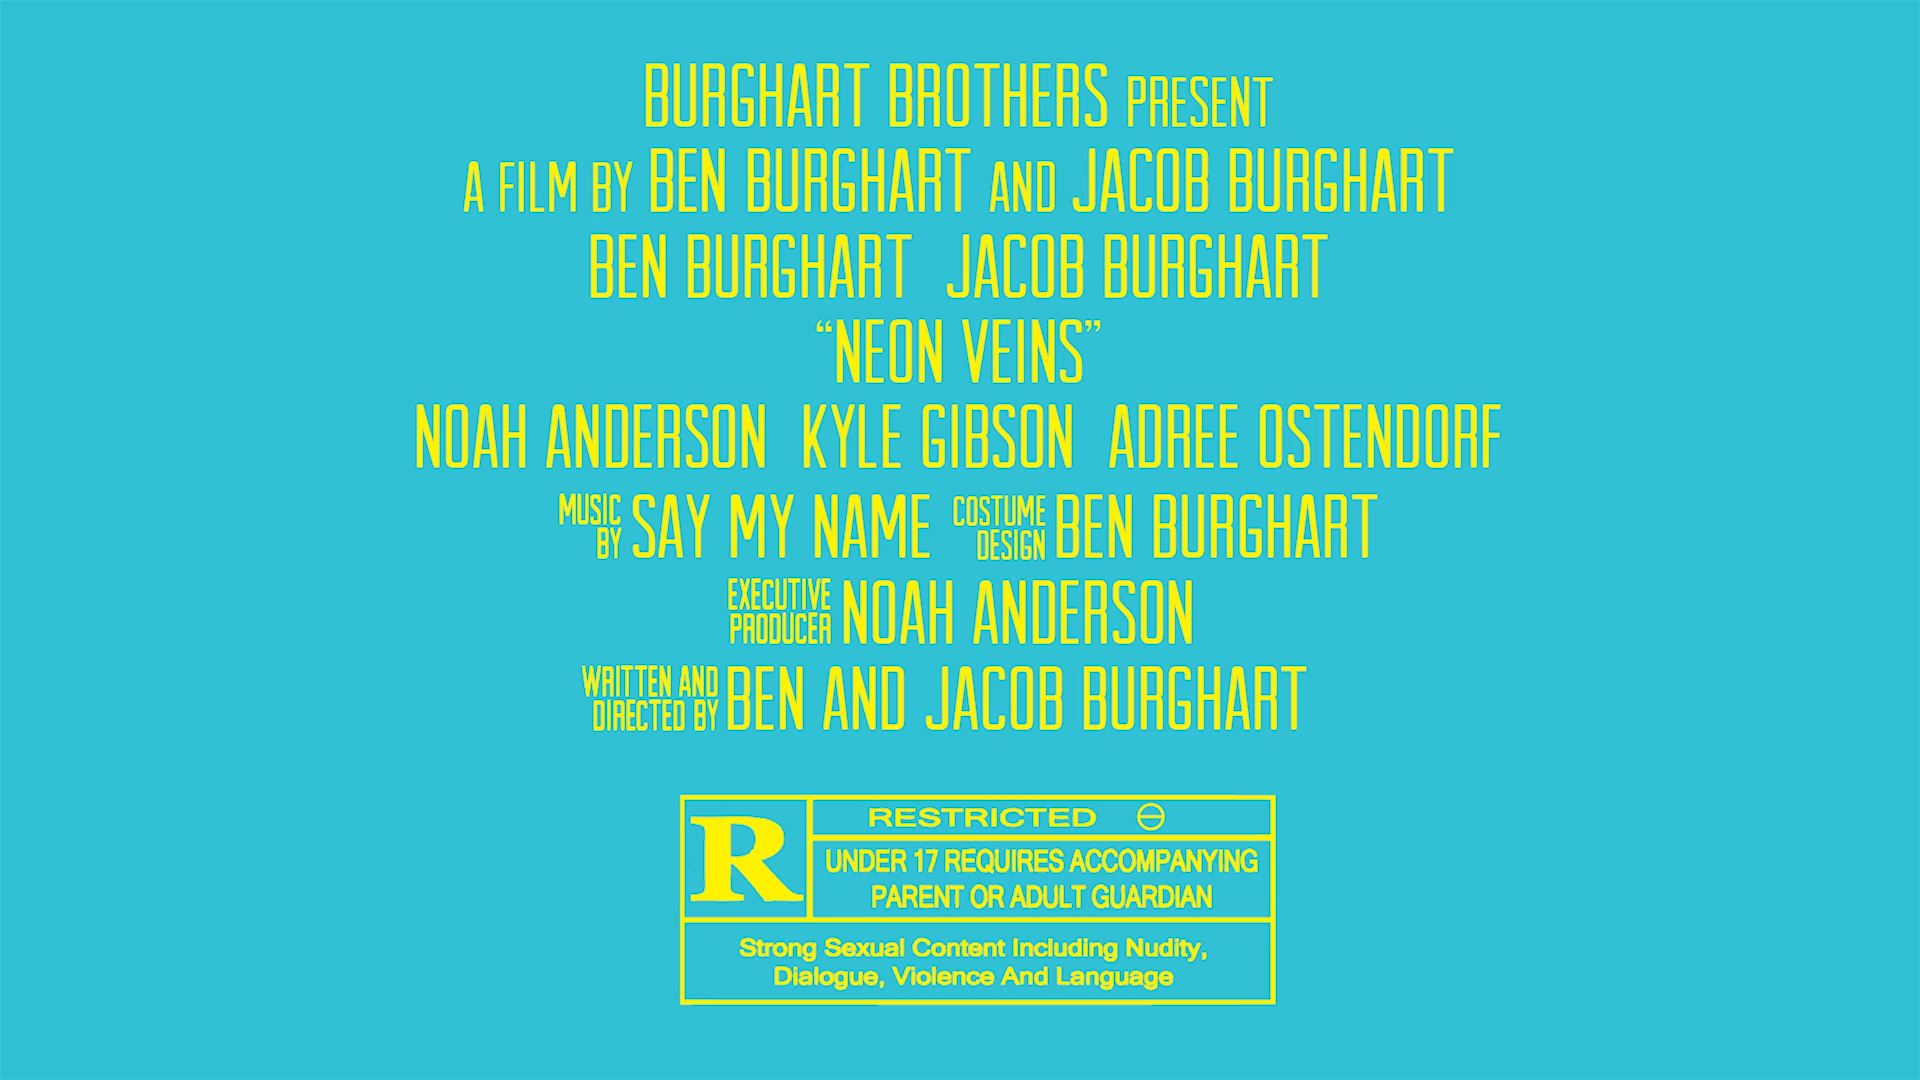 BURGHART BROTHERS PRESENT
A FILM BY BEN BURGHART AND JACOB BURGHART
BEN BURGHART JACOB BURGHART
“NEON VEINS”
NOAH ANDERSON KYLE GIBSON ADREE OSTENDORF
MUSIC BY SAY MY NAME COSTUME DESIGN BEN BURGHART
EXECUTIVE PRODUCER NOAH ANDERSON
WRITTEN AND DIRECTED BY BEN AND JACOB BURGHART
R RESTRICTED
UNDER 17 REQUIRES ACCOMPANYING
PARENT OR ADULT GUARDIAN
Strong Sexual Content Including Nudity,
Dialogue, Violence And Language